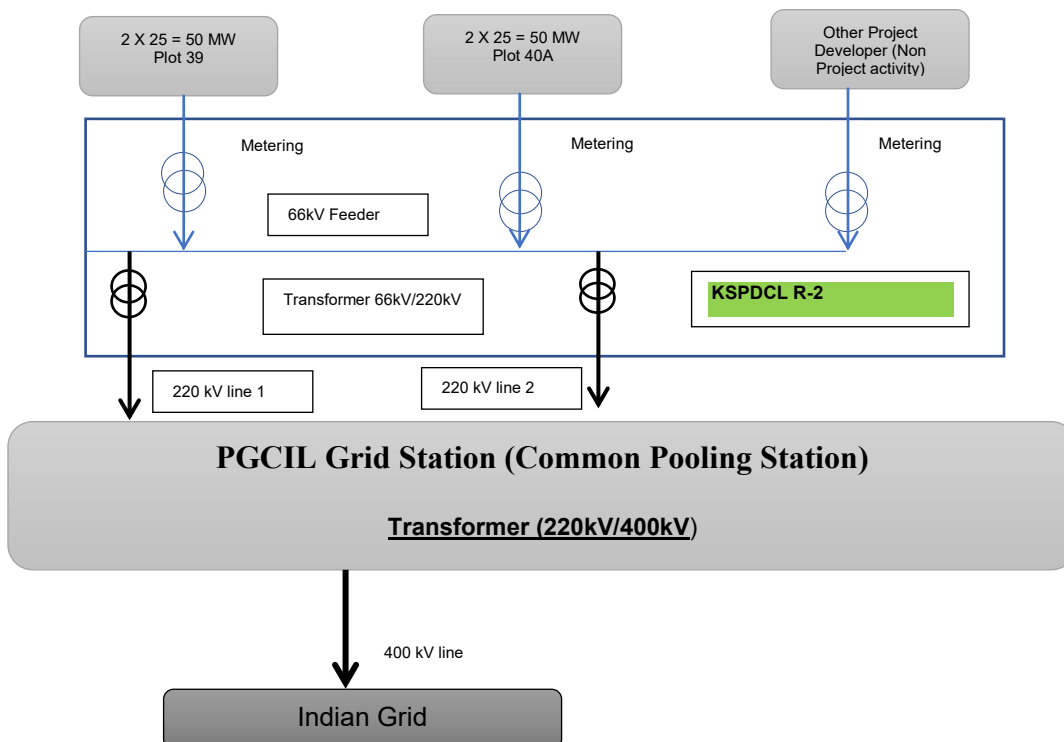 2 X 25 = 50 MW
Plot 39
2 X 25 = 50 MW
Plot 40A
Other Project
Developer (Non
Project activity)
Metering
Metering
Metering
66kV Feeder
Transformer 66kV/220kV
KSPDCL R-2
220 kV line 1
220 kV line 2
PGCIL Grid Station (Common Pooling Station)
Transformer (220kV/400kV)
400 kV line
Indian Grid